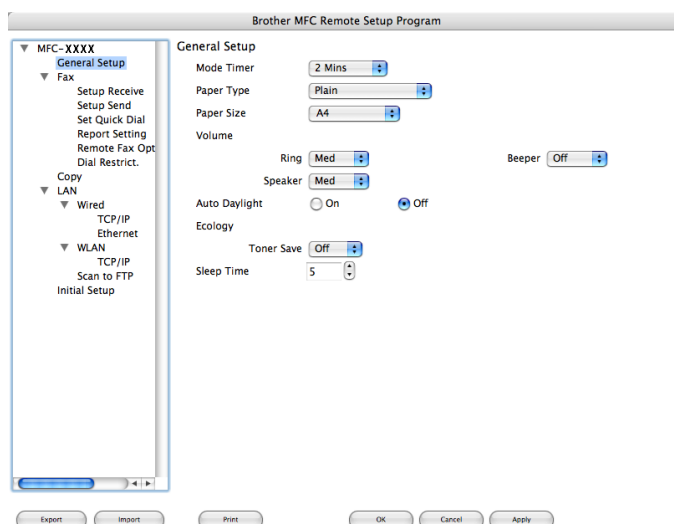 Brother MFC Remote Setup Program
MFC-XXXX
General Setup
Fax
Setup Receive
Setup Send
Set Quick Dial
Report Setting
Remote Fax Opt
Dial Restrict.
Copy
LAN
Wired
TCP/IP
Ethernet
WLAN
TCP/IP
Scan to FTP
Initial Setup
General Setup
Mode Timer 2 Mins
Paper Type Plain
Paper Size A4
Volume
Ring Med Beeper Off
Speaker Med
Auto Daylight On Off
Ecology
Toner Save Off
Sleep Time 5
Export Import Print OK Cancel Apply